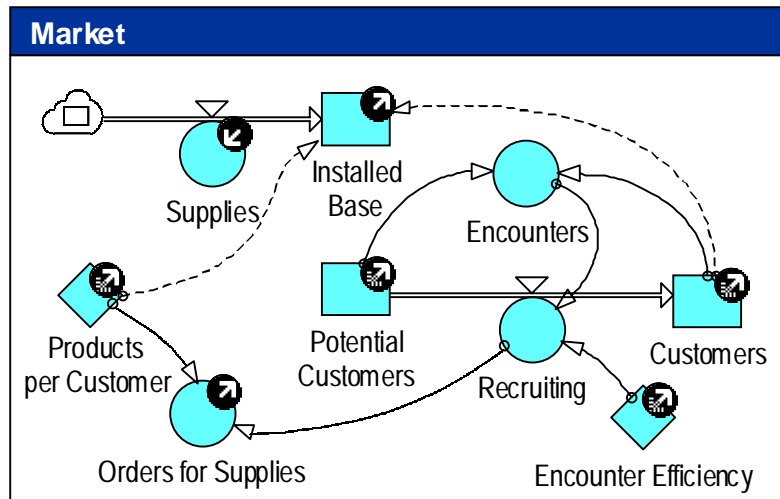 Market
Supplies
Installed
Base
Encounters
Products
per Customer
Potential
Customers
Recruiting
Customers
Orders for Supplies
Encounter Efficiency